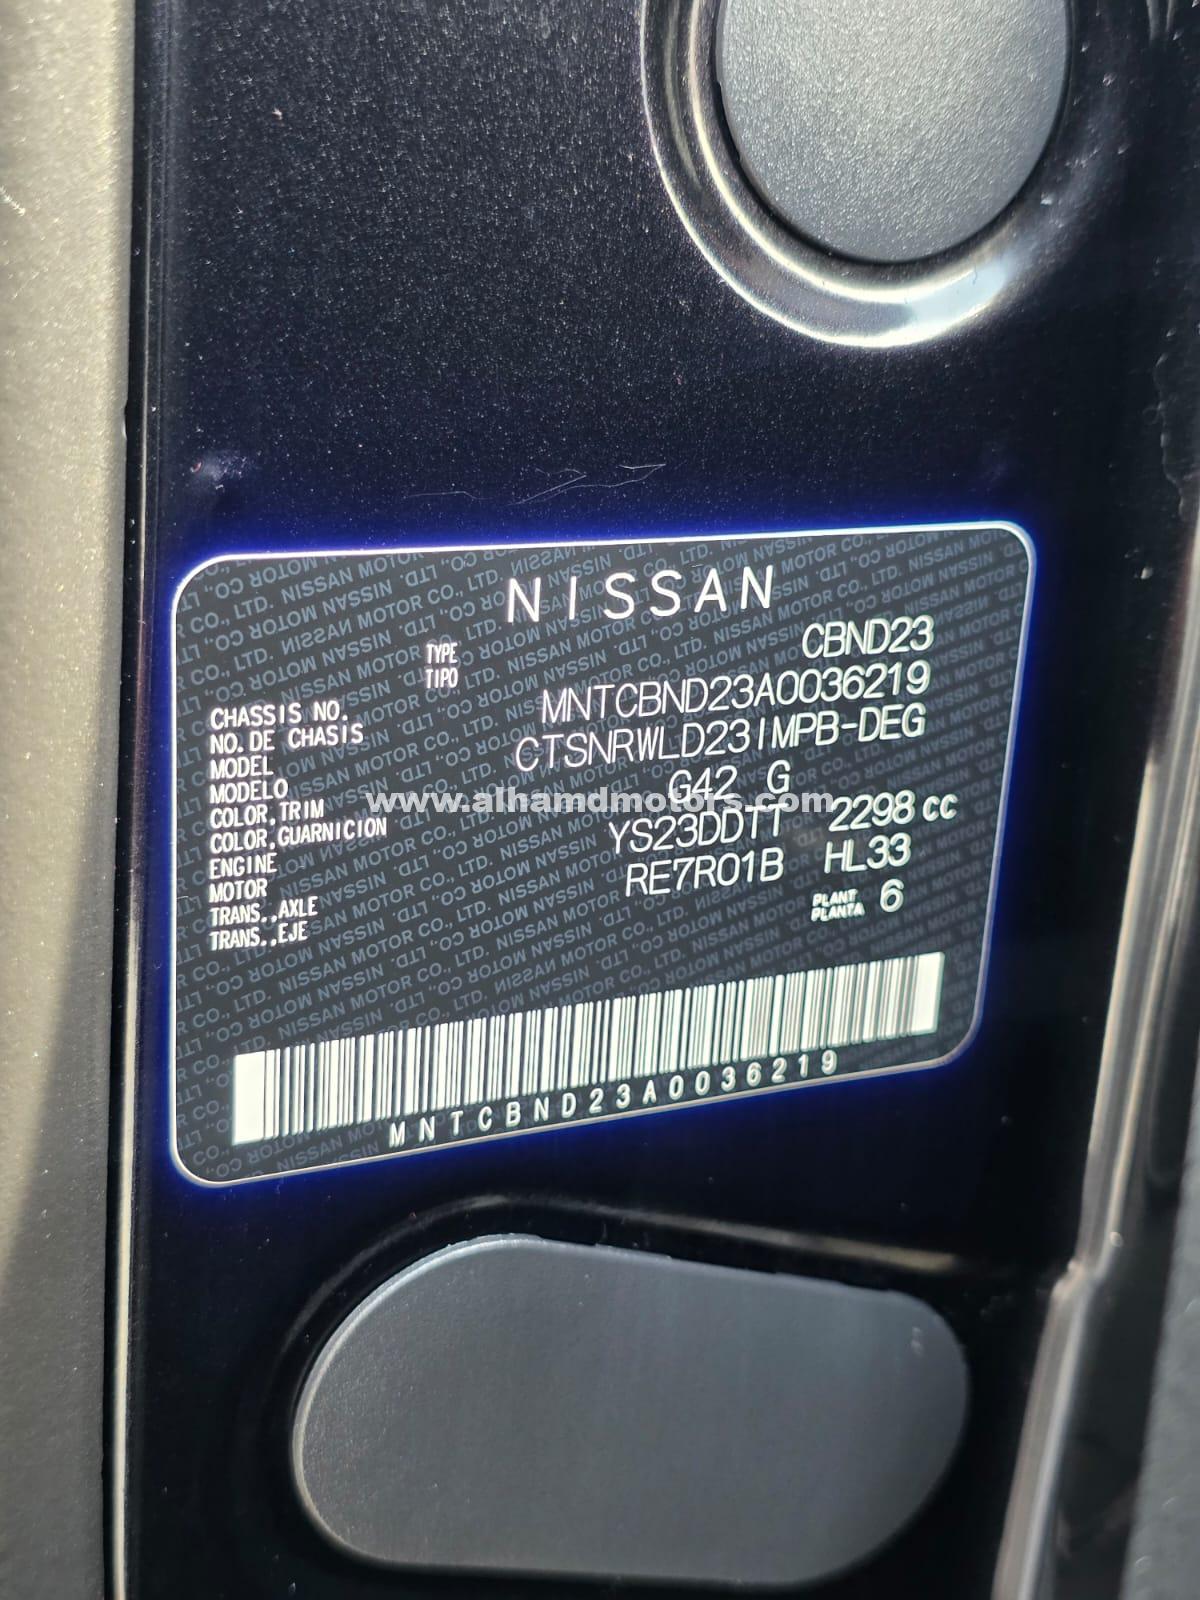 NISSAN
TYPE
TIPO
CBND23
CHASSIS NO.
NO. DE CHASIS
MNTCBND23A0036219
MODEL
MODELO
CTSNRWLD23IMPB-DEG
COLOR, TRIM
COLOR, GUARNICION
G42 G
ENGINE
MOTOR
YS23DDTT 2298 cc
TRANS., AXLE
TRANS., EJE
RE7R01B HL33
PLANT
PLANTA
6
MNTCBND23A0036219
www.alhamdmotors.com